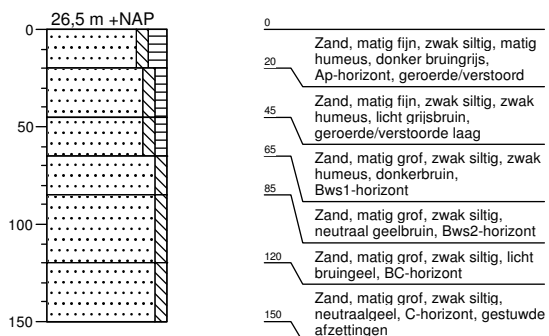 26,5 m +NAP
0
50
100
150
0
Zand, matig fijn, zwak siltig, matig
humeus, donker bruingrijs,
Ap-horizont, geroerde/verstoord
20
Zand, matig fijn, zwak siltig, zwak
humeus, licht grijsbruin,
geroerde/verstoorde laag
45
Zand, matig grof, zwak siltig, zwak
humeus, donkerbruin,
Bws1-horizont
65
Zand, matig grof, zwak siltig,
neutraal geelbruin, Bws2-horizont
85
Zand, matig grof, zwak siltig, licht
bruingeel, BC-horizont
120
Zand, matig grof, zwak siltig,
neutraalgeel, C-horizont, gestuwde
afzettingen
150